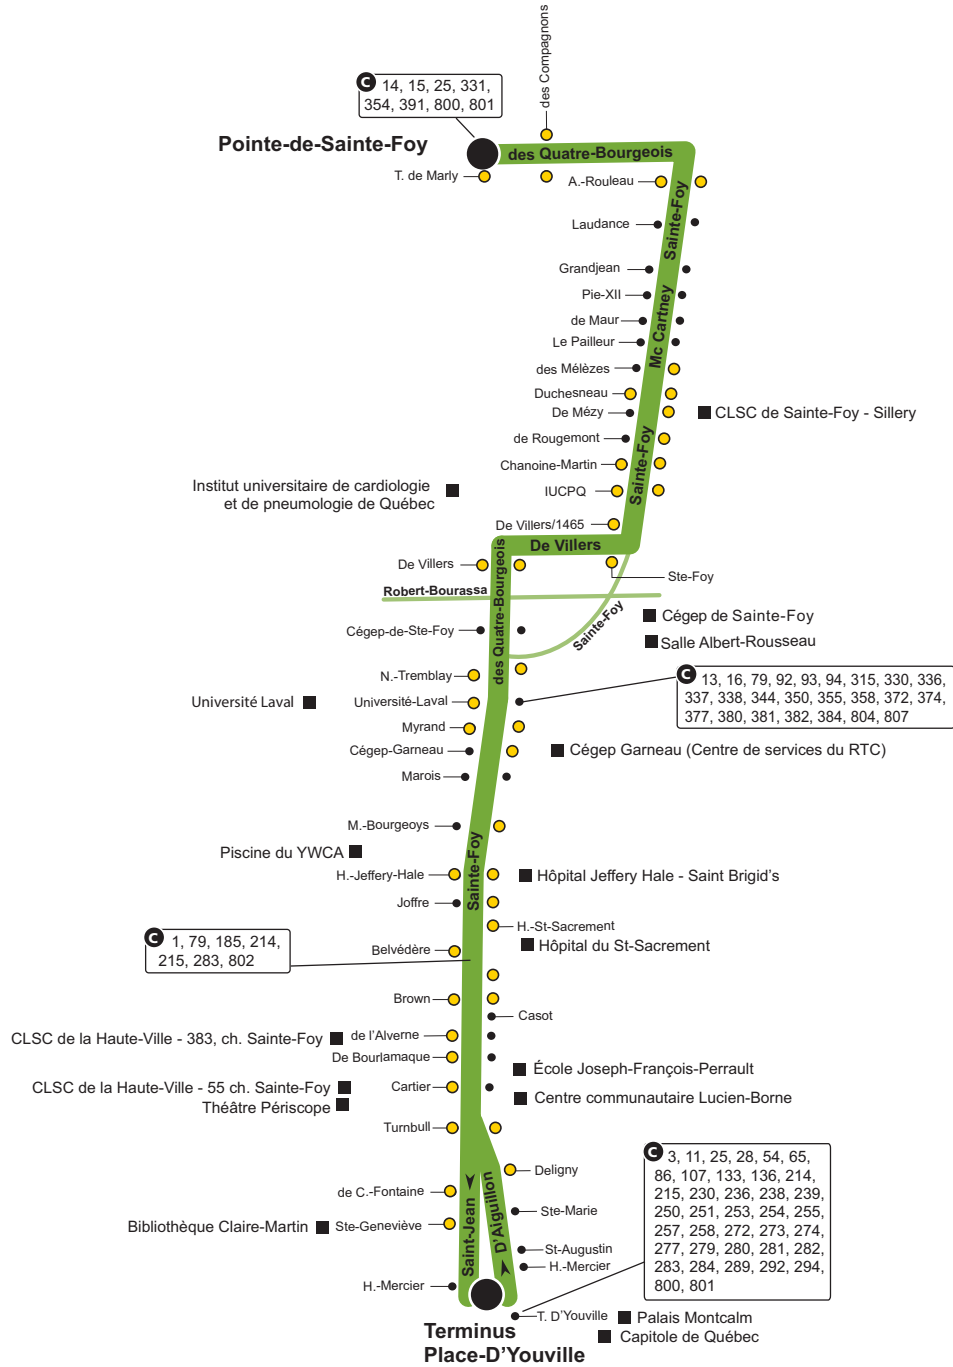 des Compagnons
C 14, 15, 25, 331,
354, 391, 800, 801
Pointe-de-Sainte-Foy
des Quatre-Bourgeois
T. de Marly
A.-Rouleau
Sainte-Foy
Laudance
Grandjean
Pie-XII
Mc Cartney
de Maur
Le Pailleur
des Mélèzes
Duchesneau
De Mézy
CLSC de Sainte-Foy - Sillery
de Rougemont
Sainte-Foy
Chanoine-Martin
Institut universitaire de cardiologie
et de pneumologie de Québec
IUCPQ
De Villers/1465
De Villers
De Villers
Ste-Foy
des Quatre-Bourgeois
Robert-Bourassa
Sainte-Foy
Cégep de Sainte-Foy
Cégep-de-Ste-Foy
Salle Albert-Rousseau
N.-Tremblay
C 13, 16, 79, 92, 93, 94, 315, 330, 336,
337, 338, 344, 350, 355, 358, 372, 374,
377, 380, 381, 382, 384, 804, 807
Université Laval
Université-Laval
Myrand
Cégep-Garneau
Cégep Garneau (Centre de services du RTC)
Marois
M.-Bourgeoys
Sainte-Foy
Piscine du YWCA
H.-Jeffery-Hale
Hôpital Jeffery Hale - Saint Brigid's
Joffre
H.-St-Sacrement
C 1, 79, 185, 214,
215, 283, 802
Belvédère
Hôpital du St-Sacrement
Brown
Casot
CLSC de la Haute-Ville - 383, ch. Sainte-Foy
de l'Alverne
De Bourlamaque
École Joseph-François-Perrault
CLSC de la Haute-Ville - 55 ch. Sainte-Foy
Cartier
Théâtre Périscope
Centre communautaire Lucien-Borne
Turnbull
C 3, 11, 25, 28, 54, 65,
86, 107, 133, 136, 214,
215, 230, 236, 238, 239,
250, 251, 253, 254, 255,
257, 258, 272, 273, 274,
277, 279, 280, 281, 282,
283, 284, 289, 292, 294,
800, 801
Deligny
de C.-Fontaine
Saint-Jean
D'Aiguillon
Ste-Marie
Bibliothèque Claire-Martin
Ste-Geneviève
St-Augustin
H.-Mercier
H.-Mercier
T. D'Youville
Palais Montcalm
Capitole de Québec
Terminus
Place-D'Youville